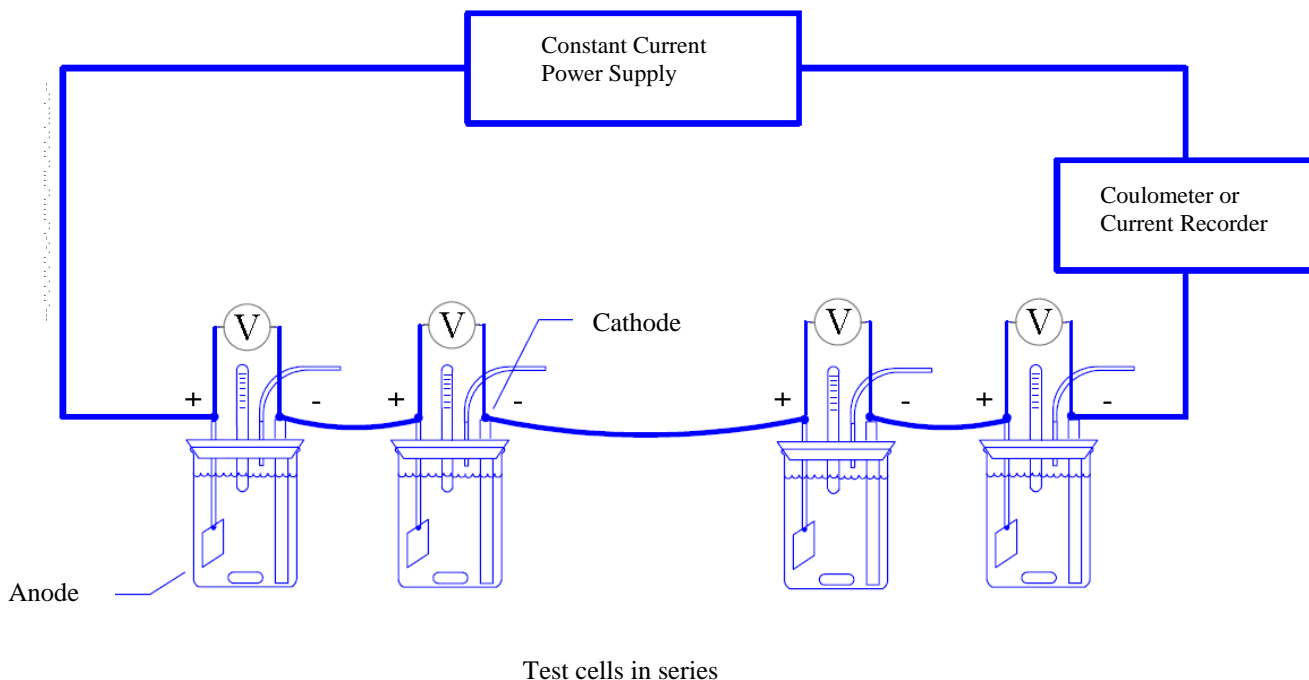 Constant Current
Power Supply
Coulometer or
Current Recorder
V V V V
Cathode
+ - + - + - + -
Anode
Test cells in series